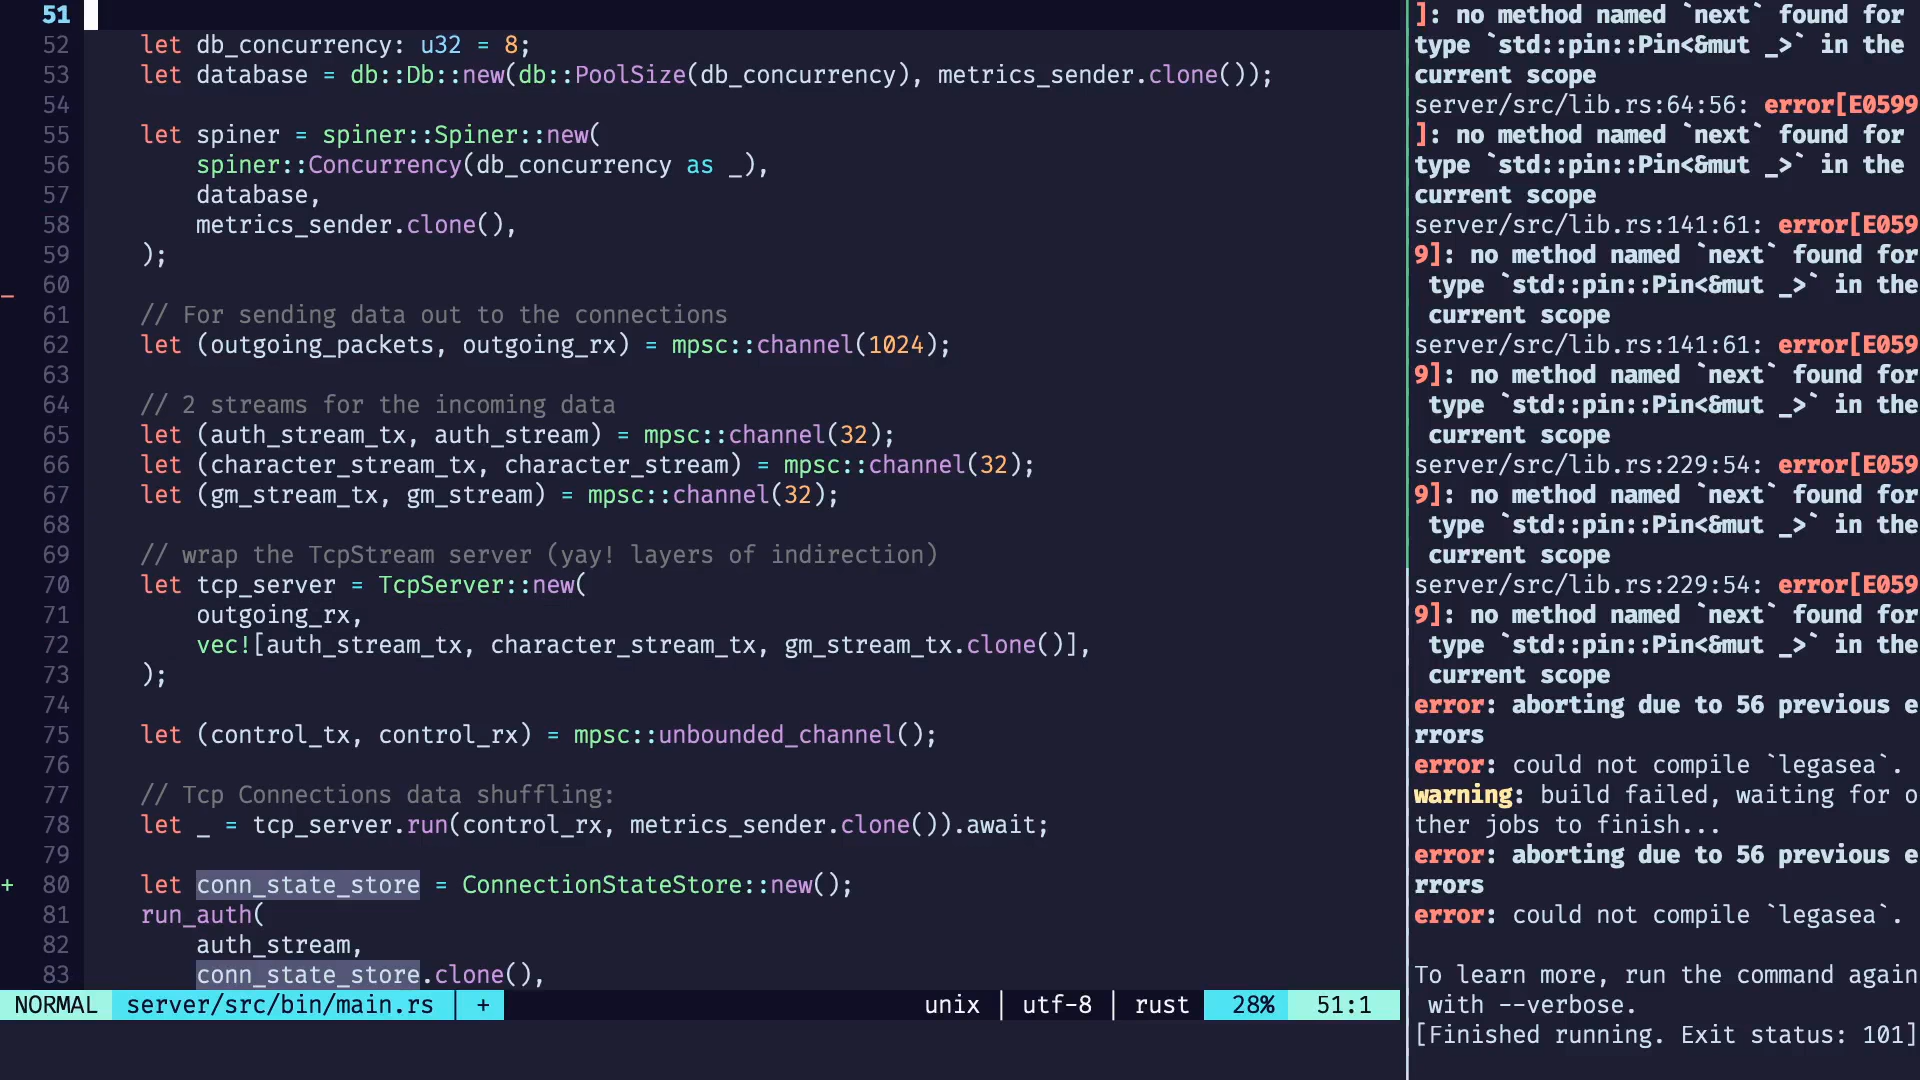 51
52     let db_concurrency: u32 = 8;
53     let database = db::Db::new(db::PoolSize(db_concurrency), metrics_sender.clone());
54
55     let spiner = spiner::Spiner::new(
56         spiner::Concurrency(db_concurrency as _),
57         database,
58         metrics_sender.clone(),
59     );
_
60
61     // For sending data out to the connections
62     let (outgoing_packets, outgoing_rx) = mpsc::channel(1024);
63
64     // 2 streams for the incoming data
65     let (auth_stream_tx, auth_stream) = mpsc::channel(32);
66     let (character_stream_tx, character_stream) = mpsc::channel(32);
67     let (gm_stream_tx, gm_stream) = mpsc::channel(32);
68
69     // wrap the TcpStream server (yay! layers of indirection)
70     let tcp_server = TcpServer::new(
71         outgoing_rx,
72         vec![auth_stream_tx, character_stream_tx, gm_stream_tx.clone()],
73     );
74
75     let (control_tx, control_rx) = mpsc::unbounded_channel();
76
77     // Tcp Connections data shuffling:
78     let _ = tcp_server.run(control_rx, metrics_sender.clone()).await;
79
+ 80     let conn_state_store = ConnectionStateStore::new();
81     run_auth(
82         auth_stream,
83         conn_state_store.clone(),
NORMAL server/src/bin/main.rs | + unix | utf-8 | rust 28% 51:1
]: no method named `next` found for
type `std::pin::Pin<&mut _>` in the
current scope
server/src/lib.rs:64:56: error[E0599
]: no method named `next` found for
type `std::pin::Pin<&mut _>` in the
current scope
server/src/lib.rs:141:61: error[E059
9]: no method named `next` found for
 type `std::pin::Pin<&mut _>` in the
 current scope
server/src/lib.rs:141:61: error[E059
9]: no method named `next` found for
 type `std::pin::Pin<&mut _>` in the
 current scope
server/src/lib.rs:229:54: error[E059
9]: no method named `next` found for
 type `std::pin::Pin<&mut _>` in the
 current scope
server/src/lib.rs:229:54: error[E059
9]: no method named `next` found for
 type `std::pin::Pin<&mut _>` in the
 current scope
error: aborting due to 56 previous e
rrors
error: could not compile `legasea`.
warning: build failed, waiting for o
ther jobs to finish...
error: aborting due to 56 previous e
rrors
error: could not compile `legasea`.

To learn more, run the command again
 with --verbose.
[Finished running. Exit status: 101]